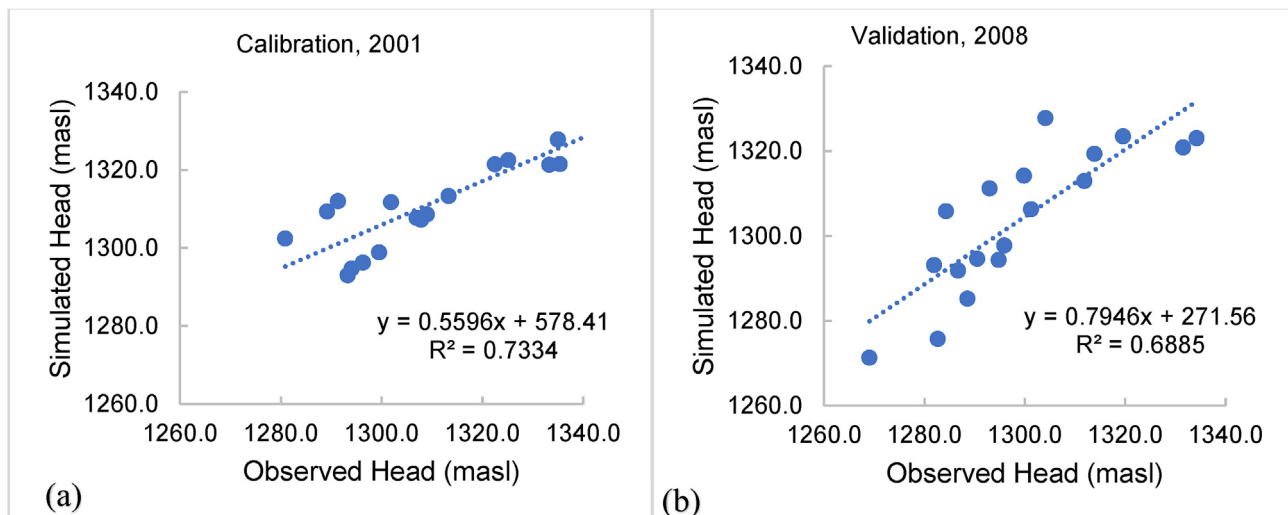 Calibration, 2001
Simulated Head (masl)
1340.0
1320.0
1300.0
1280.0
1260.0
y = 0.5596x + 578.41
R² = 0.7334
1260.0 1280.0 1300.0 1320.0 1340.0
Observed Head (masl)
(a)
Validation, 2008
Simulated Head (masl)
1340.0
1320.0
1300.0
1280.0
1260.0
y = 0.7946x + 271.56
R² = 0.6885
1260.0 1280.0 1300.0 1320.0 1340.0
Observed Head (masl)
(b)